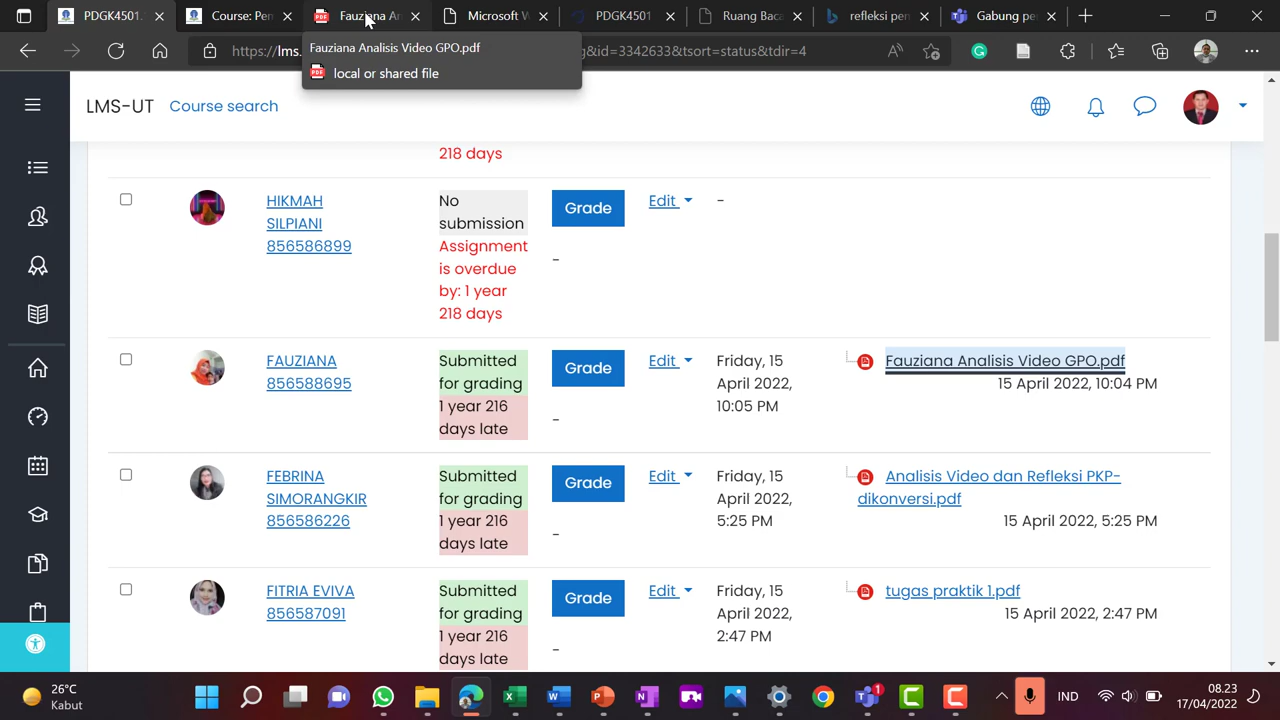 PDGK4501.
Course: Pen
Fauziana An
Microsoft W
PDGK4501
Ruang Baca
refleksi pen
Gabung per
https://lms.
g&id=3342633&tsort=status&tdir=4
Fauziana Analisis Video GPO.pdf
local or shared file
LMS-UT
Course search
218 days
HIKMAH
SILPIANI
856586899
No
submission
Assignment
is overdue
by: 1 year
218 days
Grade
-
Edit
-
FAUZIANA
856588695
Submitted
for grading
1 year 216
days late
Grade
-
Edit
Friday, 15
April 2022,
10:05 PM
Fauziana Analisis Video GPO.pdf
15 April 2022, 10:04 PM
FEBRINA
SIMORANGKIR
856586226
Submitted
for grading
1 year 216
days late
Grade
-
Edit
Friday, 15
April 2022,
5:25 PM
Analisis Video dan Refleksi PKP-
dikonversi.pdf
15 April 2022, 5:25 PM
FITRIA EVIVA
856587091
Submitted
for grading
1 year 216
days late
Grade
-
Edit
Friday, 15
April 2022,
2:47 PM
tugas praktik 1.pdf
15 April 2022, 2:47 PM
26°C
Kabut
1
IND
08.23
17/04/2022